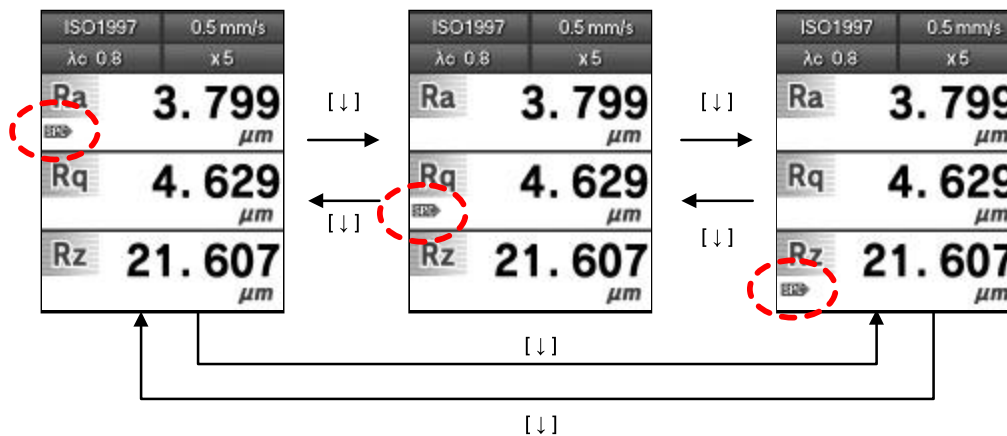 ISO1997 0.5 mm/s
λc 0.8 x5
Ra 3.799
SPC
μm
Rq 4.629
μm
Rz 21.607
μm
[↓]
[↓]
ISO1997 0.5 mm/s
λc 0.8 x5
Ra 3.799
μm
Rq 4.629
SPC
μm
Rz 21.607
μm
[↓]
[↓]
ISO1997 0.5 mm/s
λc 0.8 x5
Ra 3.799
μm
Rq 4.629
μm
Rz 21.607
SPC
μm
[↓]
[↓]